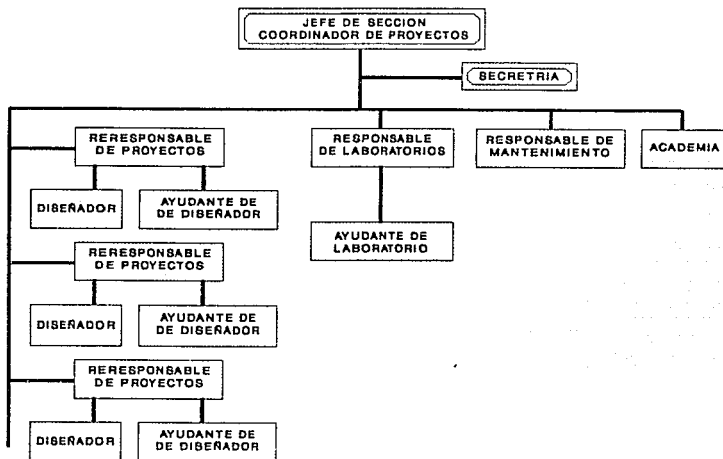 JEFE DE SECCION
COORDINADOR DE PROYECTOS
SECRETRIA
RERESPONSABLE
DE PROYECTOS
RESPONSABLE
DE LABORATORIOS
RESPONSABLE DE
MANTENIMIENTO
ACADEMIA
DISEÑADOR
AYUDANTE DE
DE DISEÑADOR
AYUDANTE DE
LABORATORIO
RERESPONSABLE
DE PROYECTOS
DISEÑADOR
AYUDANTE DE
DE DISEÑADOR
RERESPONSABLE
DE PROYECTOS
DISEÑADOR
AYUDANTE DE
DE DISEÑADOR